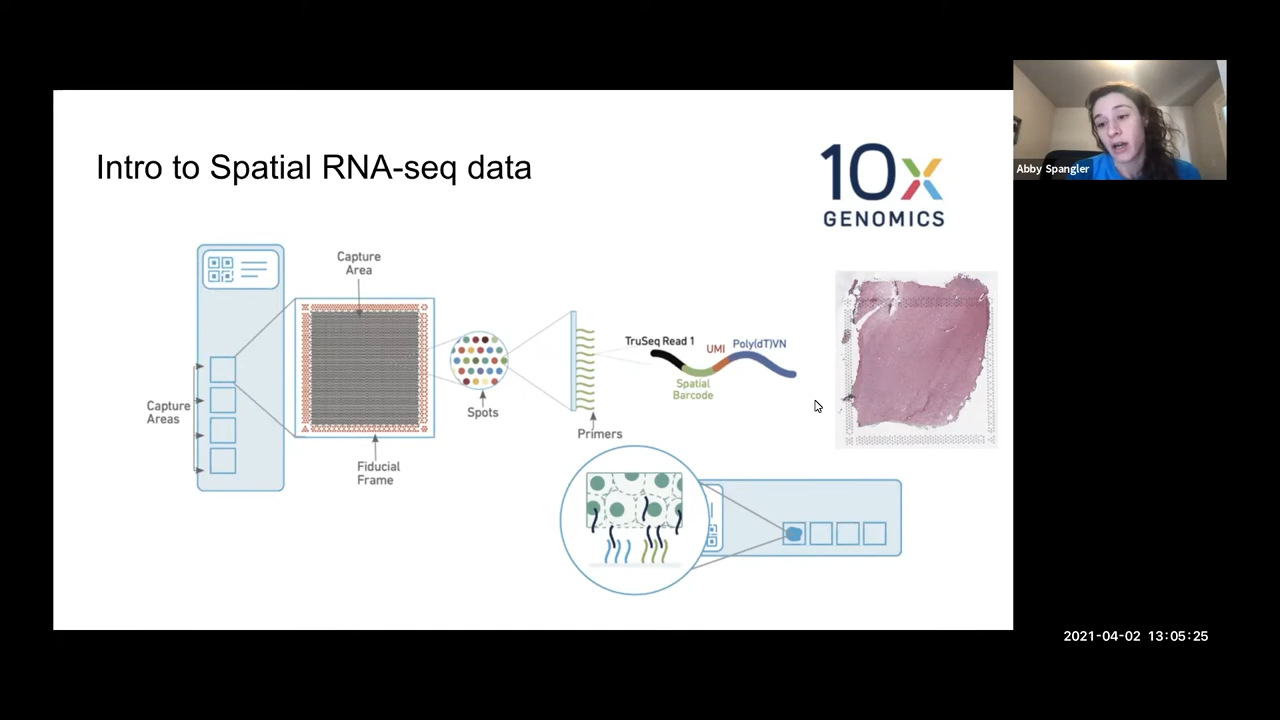 Intro to Spatial RNA-seq data
10x
GENOMICS
Abby Spangler
Capture
Area
Capture
Areas
Fiducial
Frame
Spots
Primers
TruSeq Read 1
Spatial
Barcode
UMI
Poly(dT)VN
2021-04-02 13:05:25